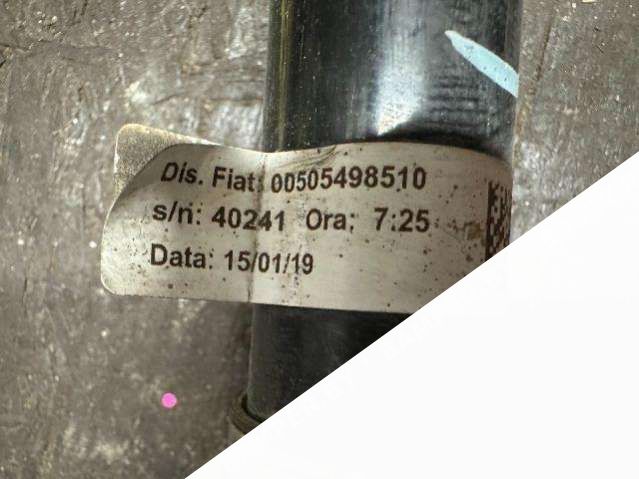 Dis. Fiat: 00505498510
s/n: 40241 Ora: 7:25
Data: 15/01/19